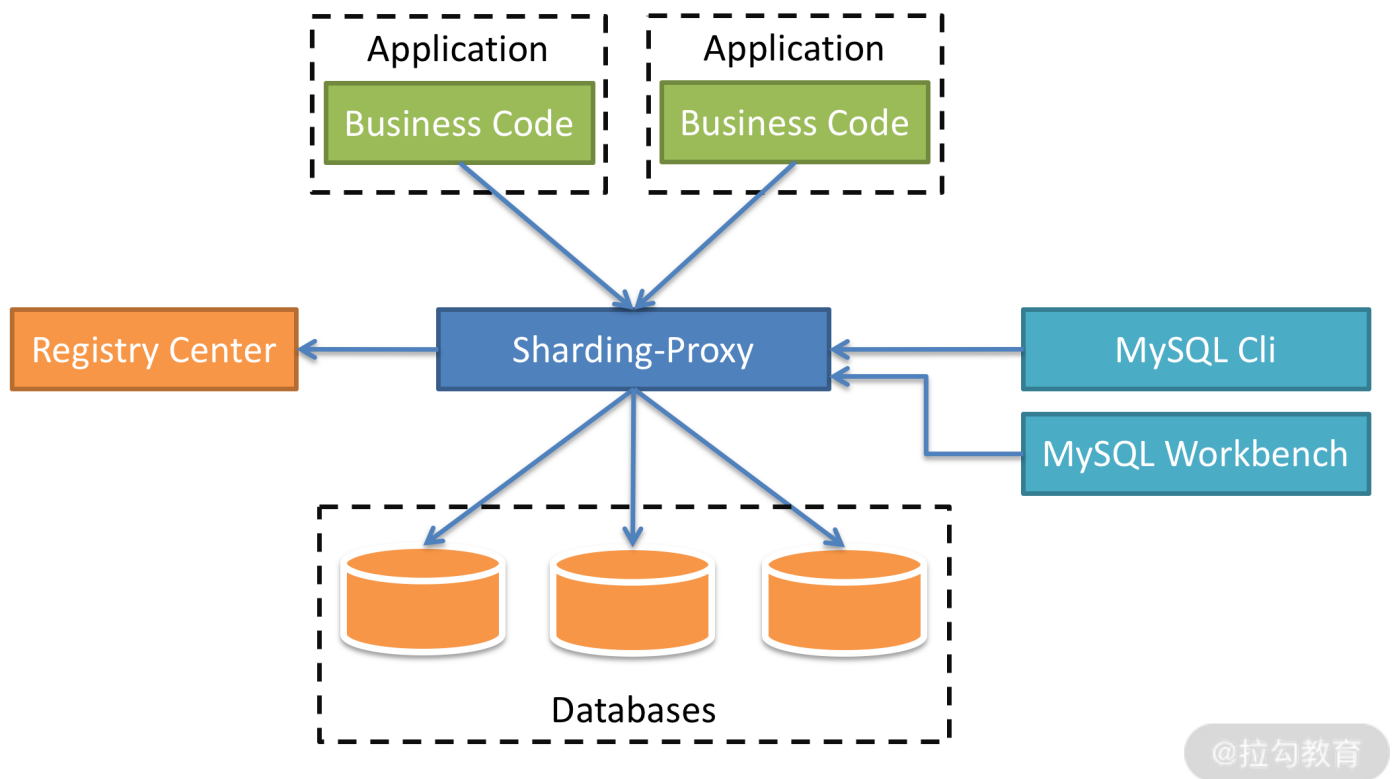 Application
Application
Business Code
Business Code
Registry Center
Sharding-Proxy
MySQL Cli
MySQL Workbench
Databases
@拉勾教育